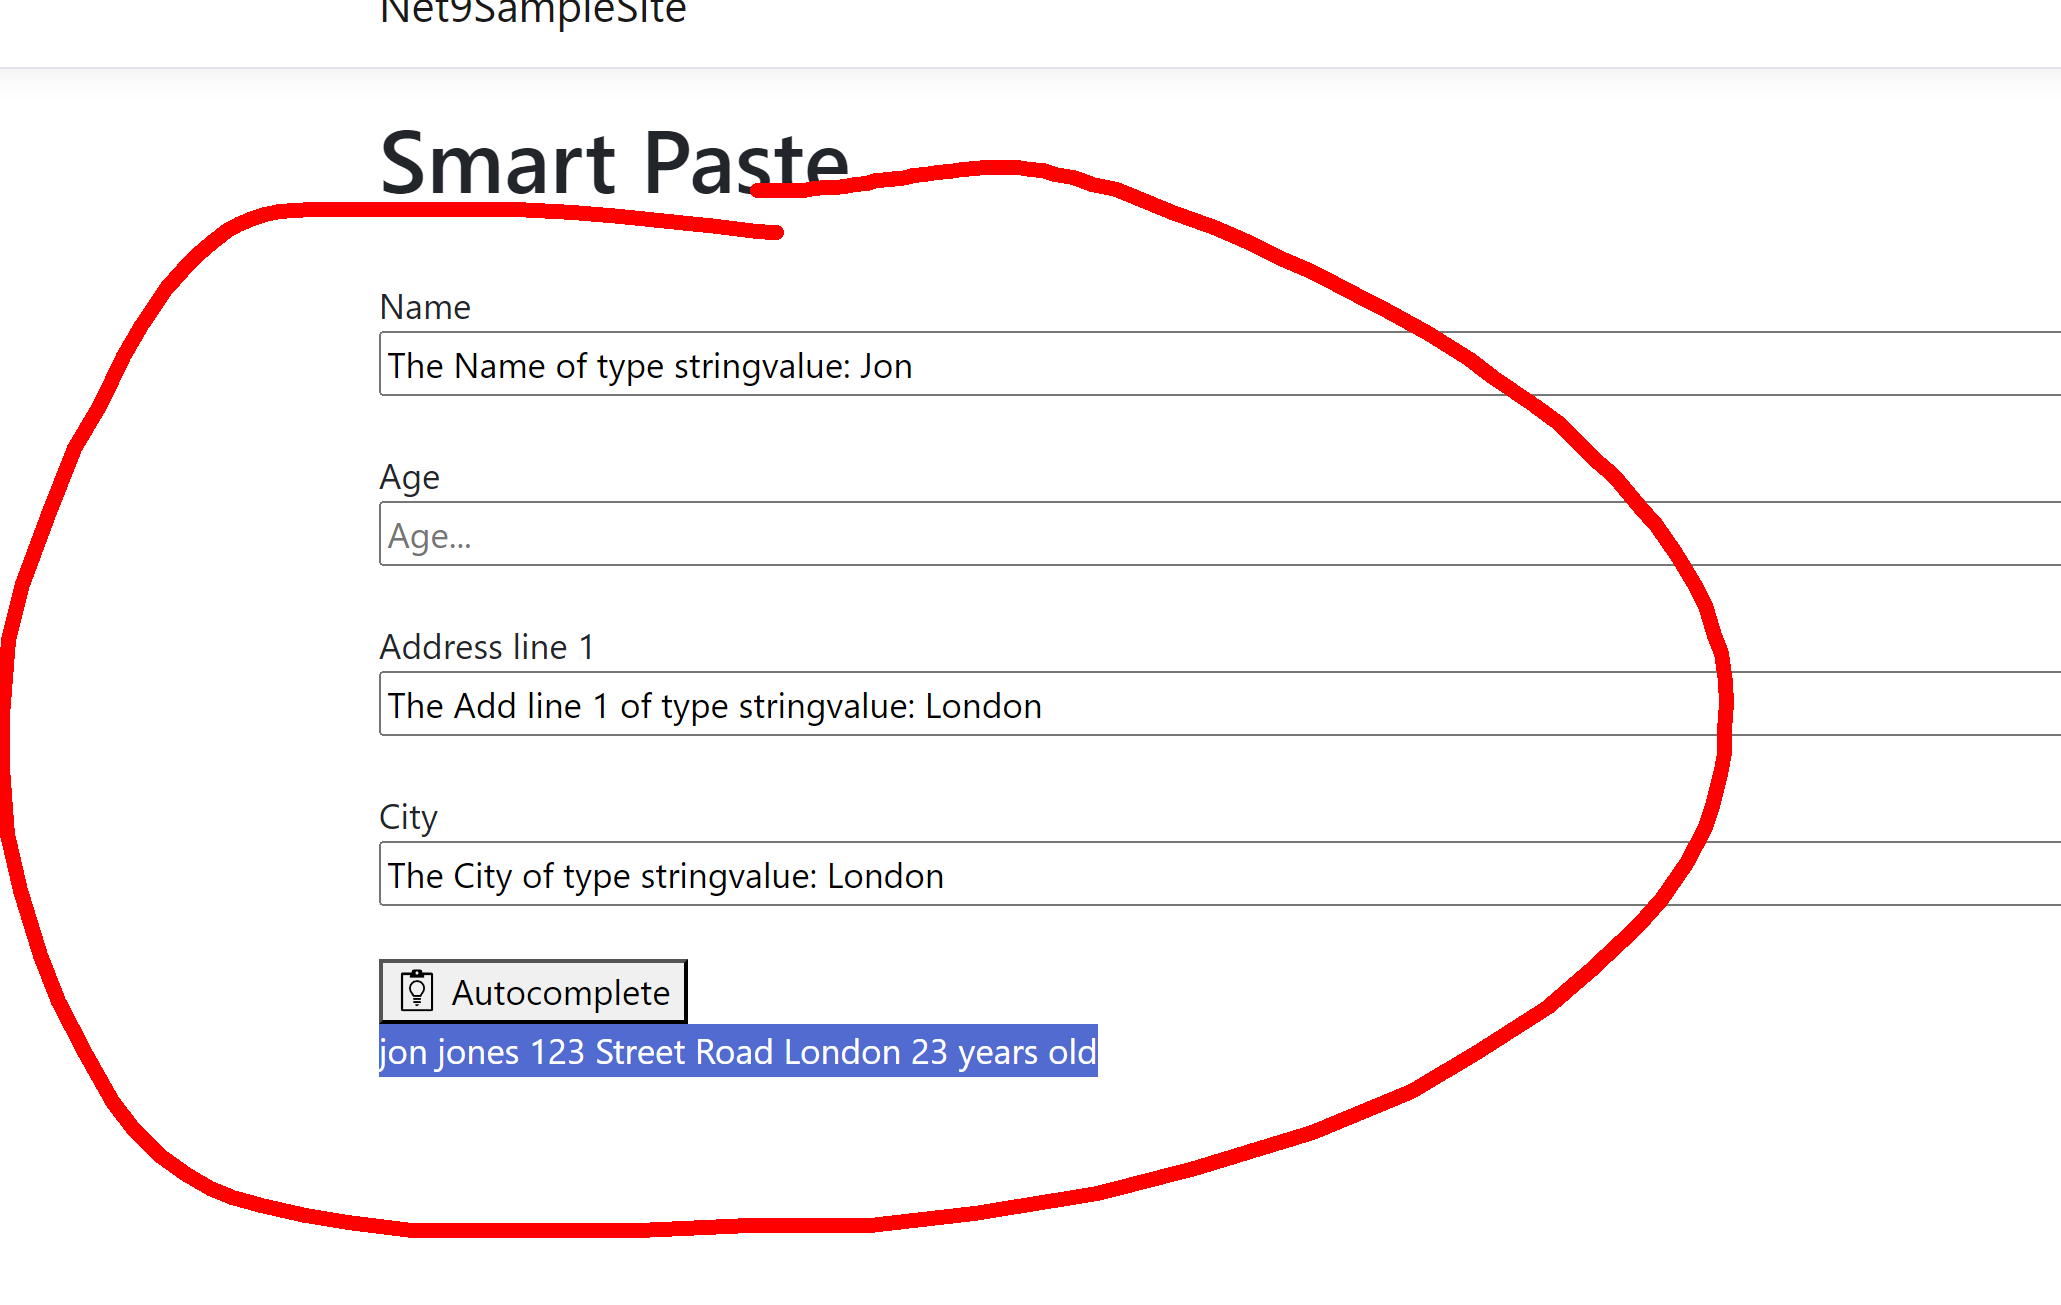 Net9SampleSite
Smart Paste
Name
The Name of type stringvalue: Jon
Age
Age...
Address line 1
The Add line 1 of type stringvalue: London
City
The City of type stringvalue: London
Autocomplete
jon jones 123 Street Road London 23 years old